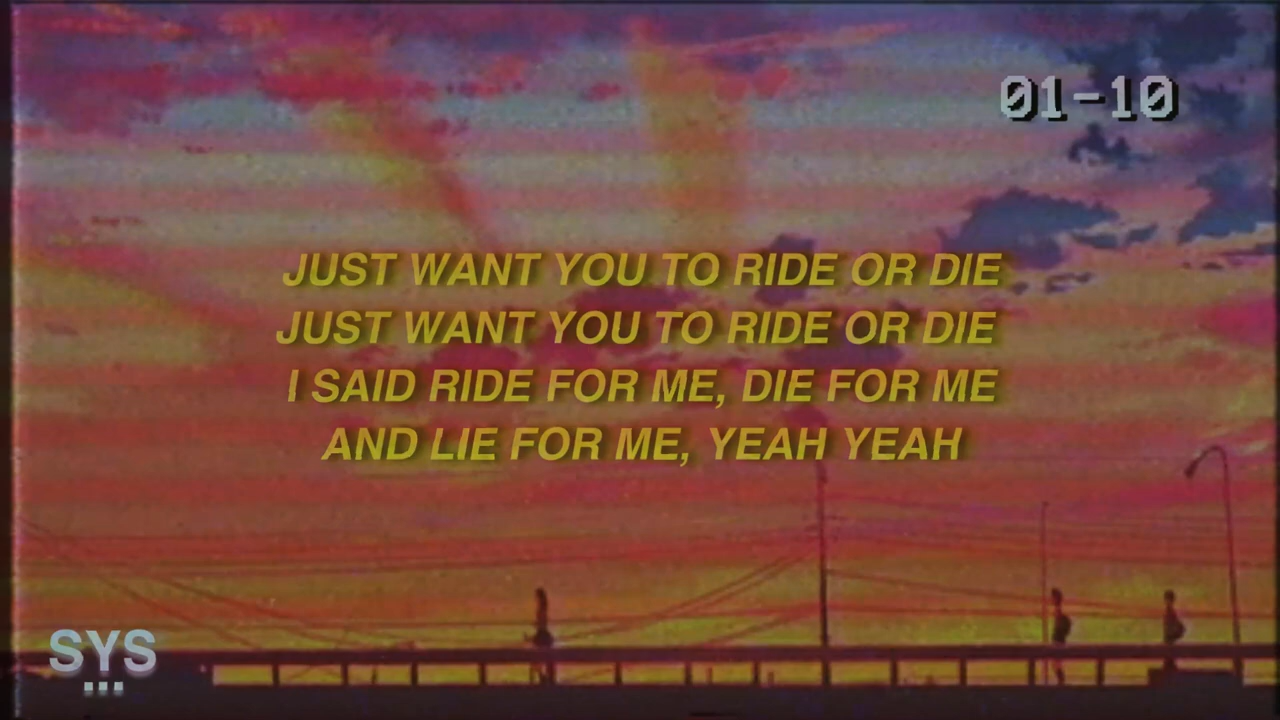 01-10
JUST WANT YOU TO RIDE OR DIE
JUST WANT YOU TO RIDE OR DIE
I SAID RIDE FOR ME, DIE FOR ME
AND LIE FOR ME, YEAH YEAH
SYS